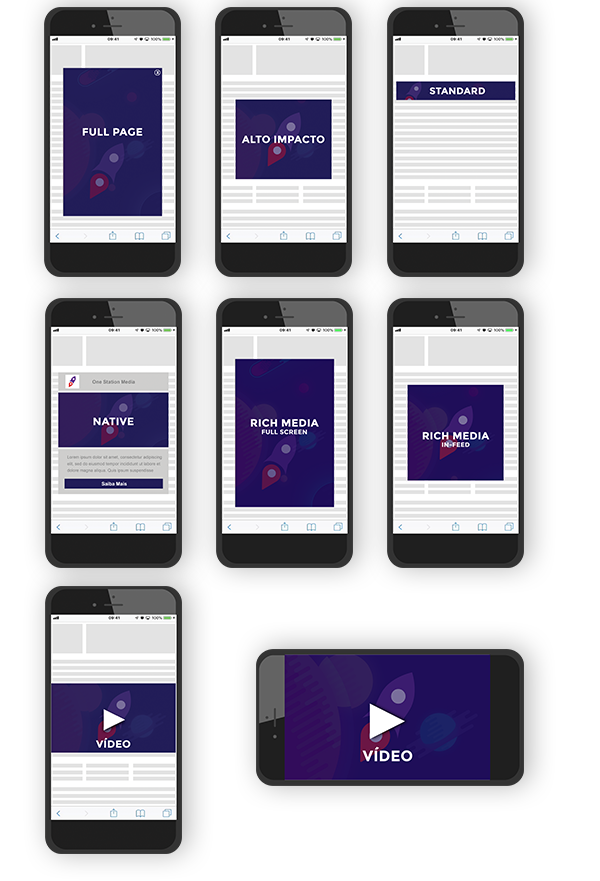 09:41 100%
FULL PAGE
09:41 100%
ALTO IMPACTO
09:41 100%
STANDARD
09:41 100%
One Station Media
NATIVE
Lorem ipsum dolor sit amet, consectetur adipiscing
elit, sed do eiusmod tempor incididunt ut labore et
dolore magna aliqua. Quis ipsum suspendisse
Saiba Mais
09:41 100%
RICH MEDIA
FULL SCREEN
09:41 100%
RICH MEDIA
IN-FEED
09:41 100%
VÍDEO
VÍDEO